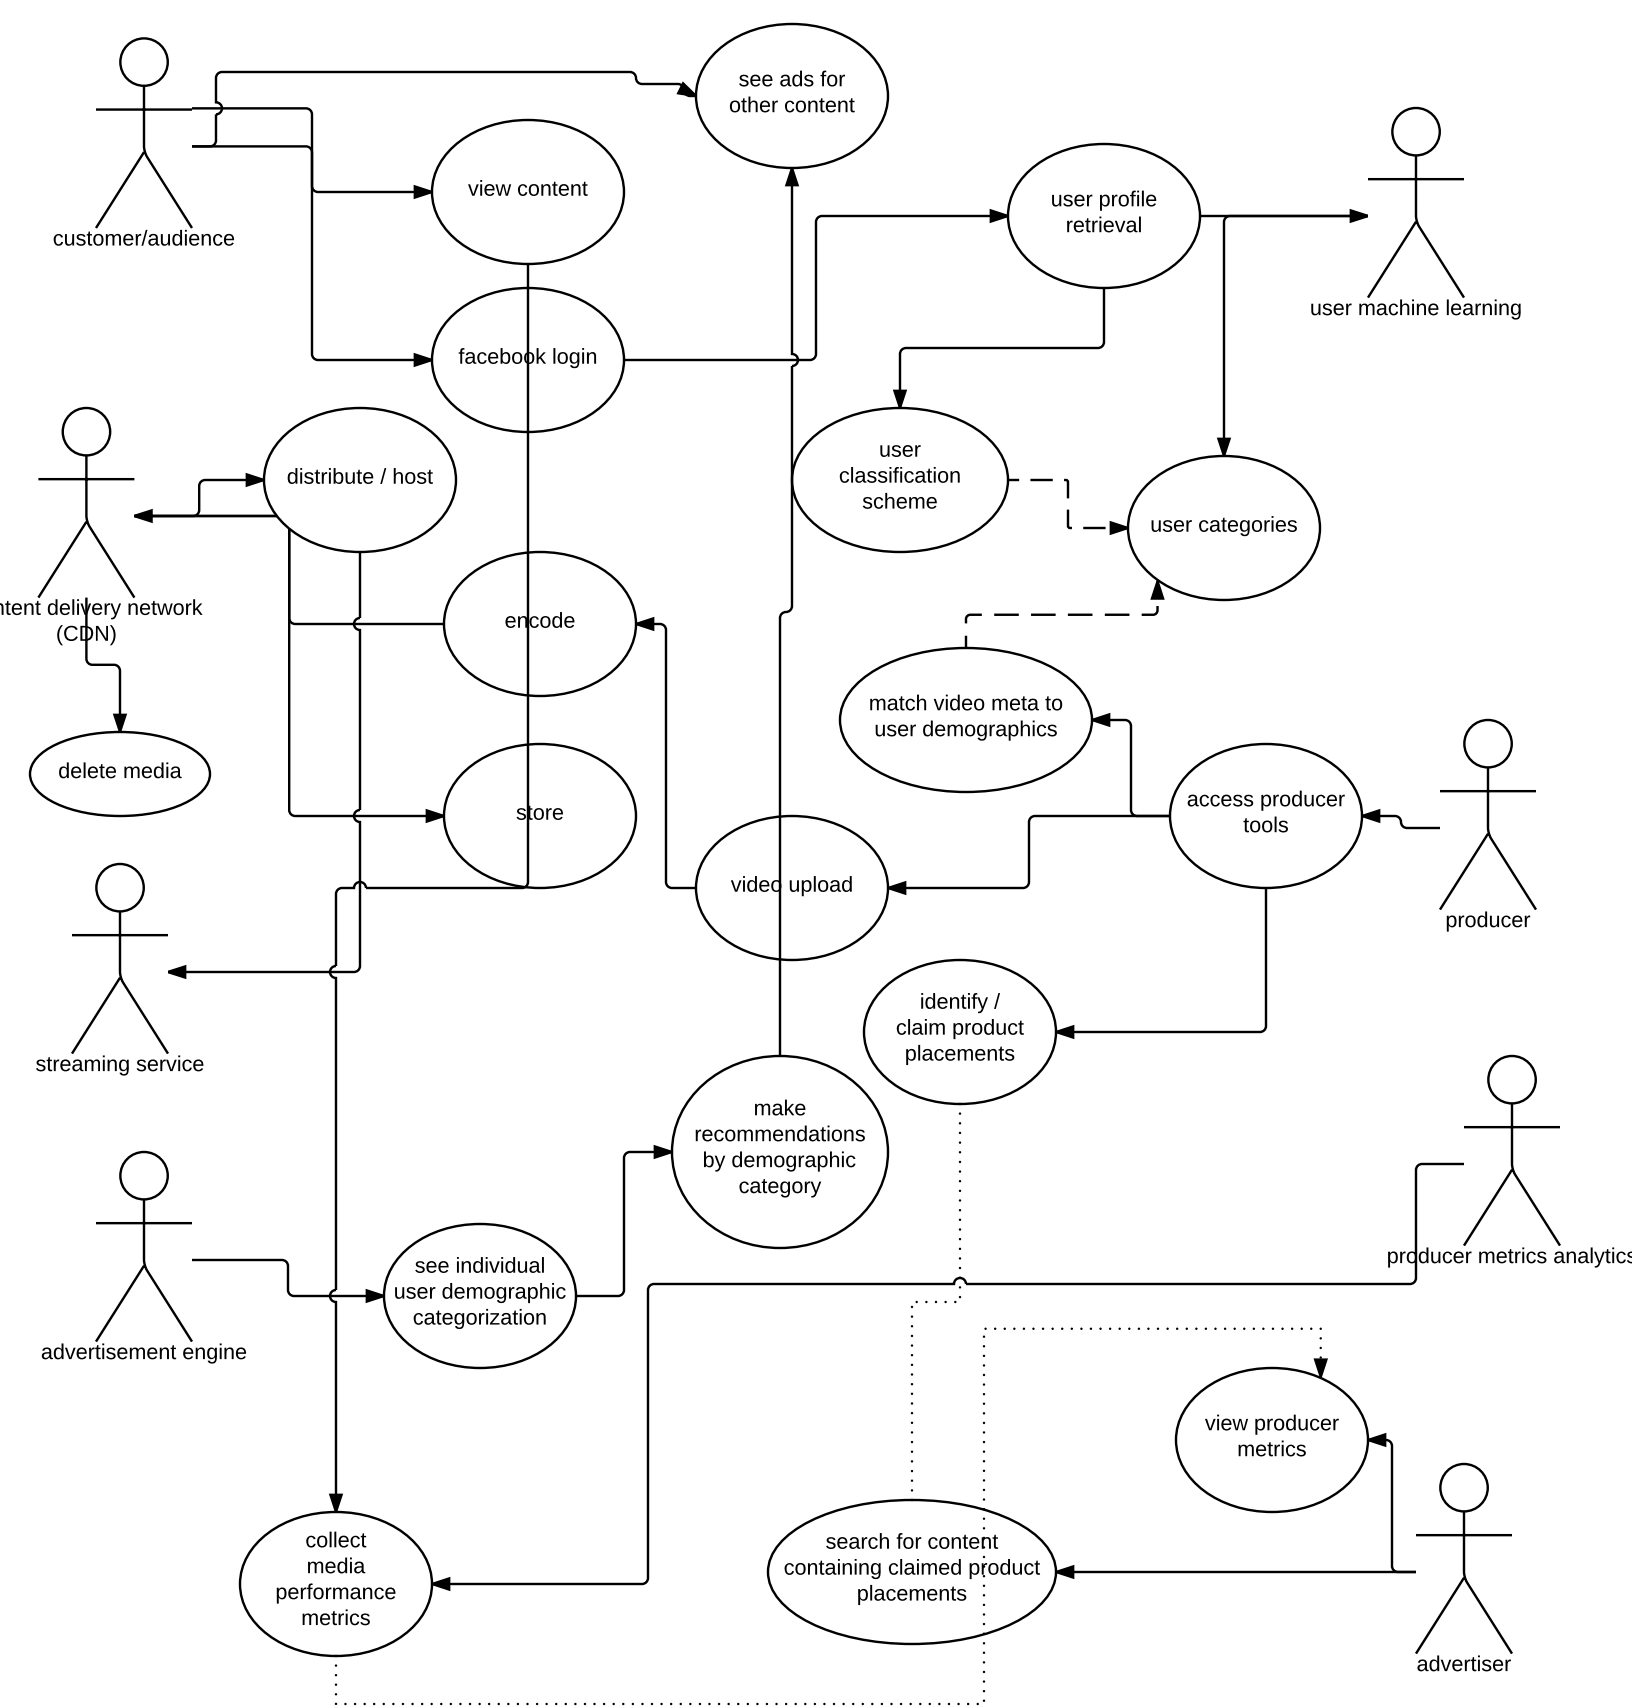 see ads for
other content
view content
user profile
retrieval
customer/audience
user machine learning
facebook login
user
classification
scheme
distribute / host
user categories
ntent delivery network
(CDN)
encode
match video meta to
user demographics
delete media
store
access producer
tools
video upload
producer
identify /
claim product
placements
streaming service
make
recommendations
by demographic
category
producer metrics analytics
see individual
user demographic
categorization
advertisement engine
view producer
metrics
collect
media
performance
metrics
search for content
containing claimed product
placements
advertiser